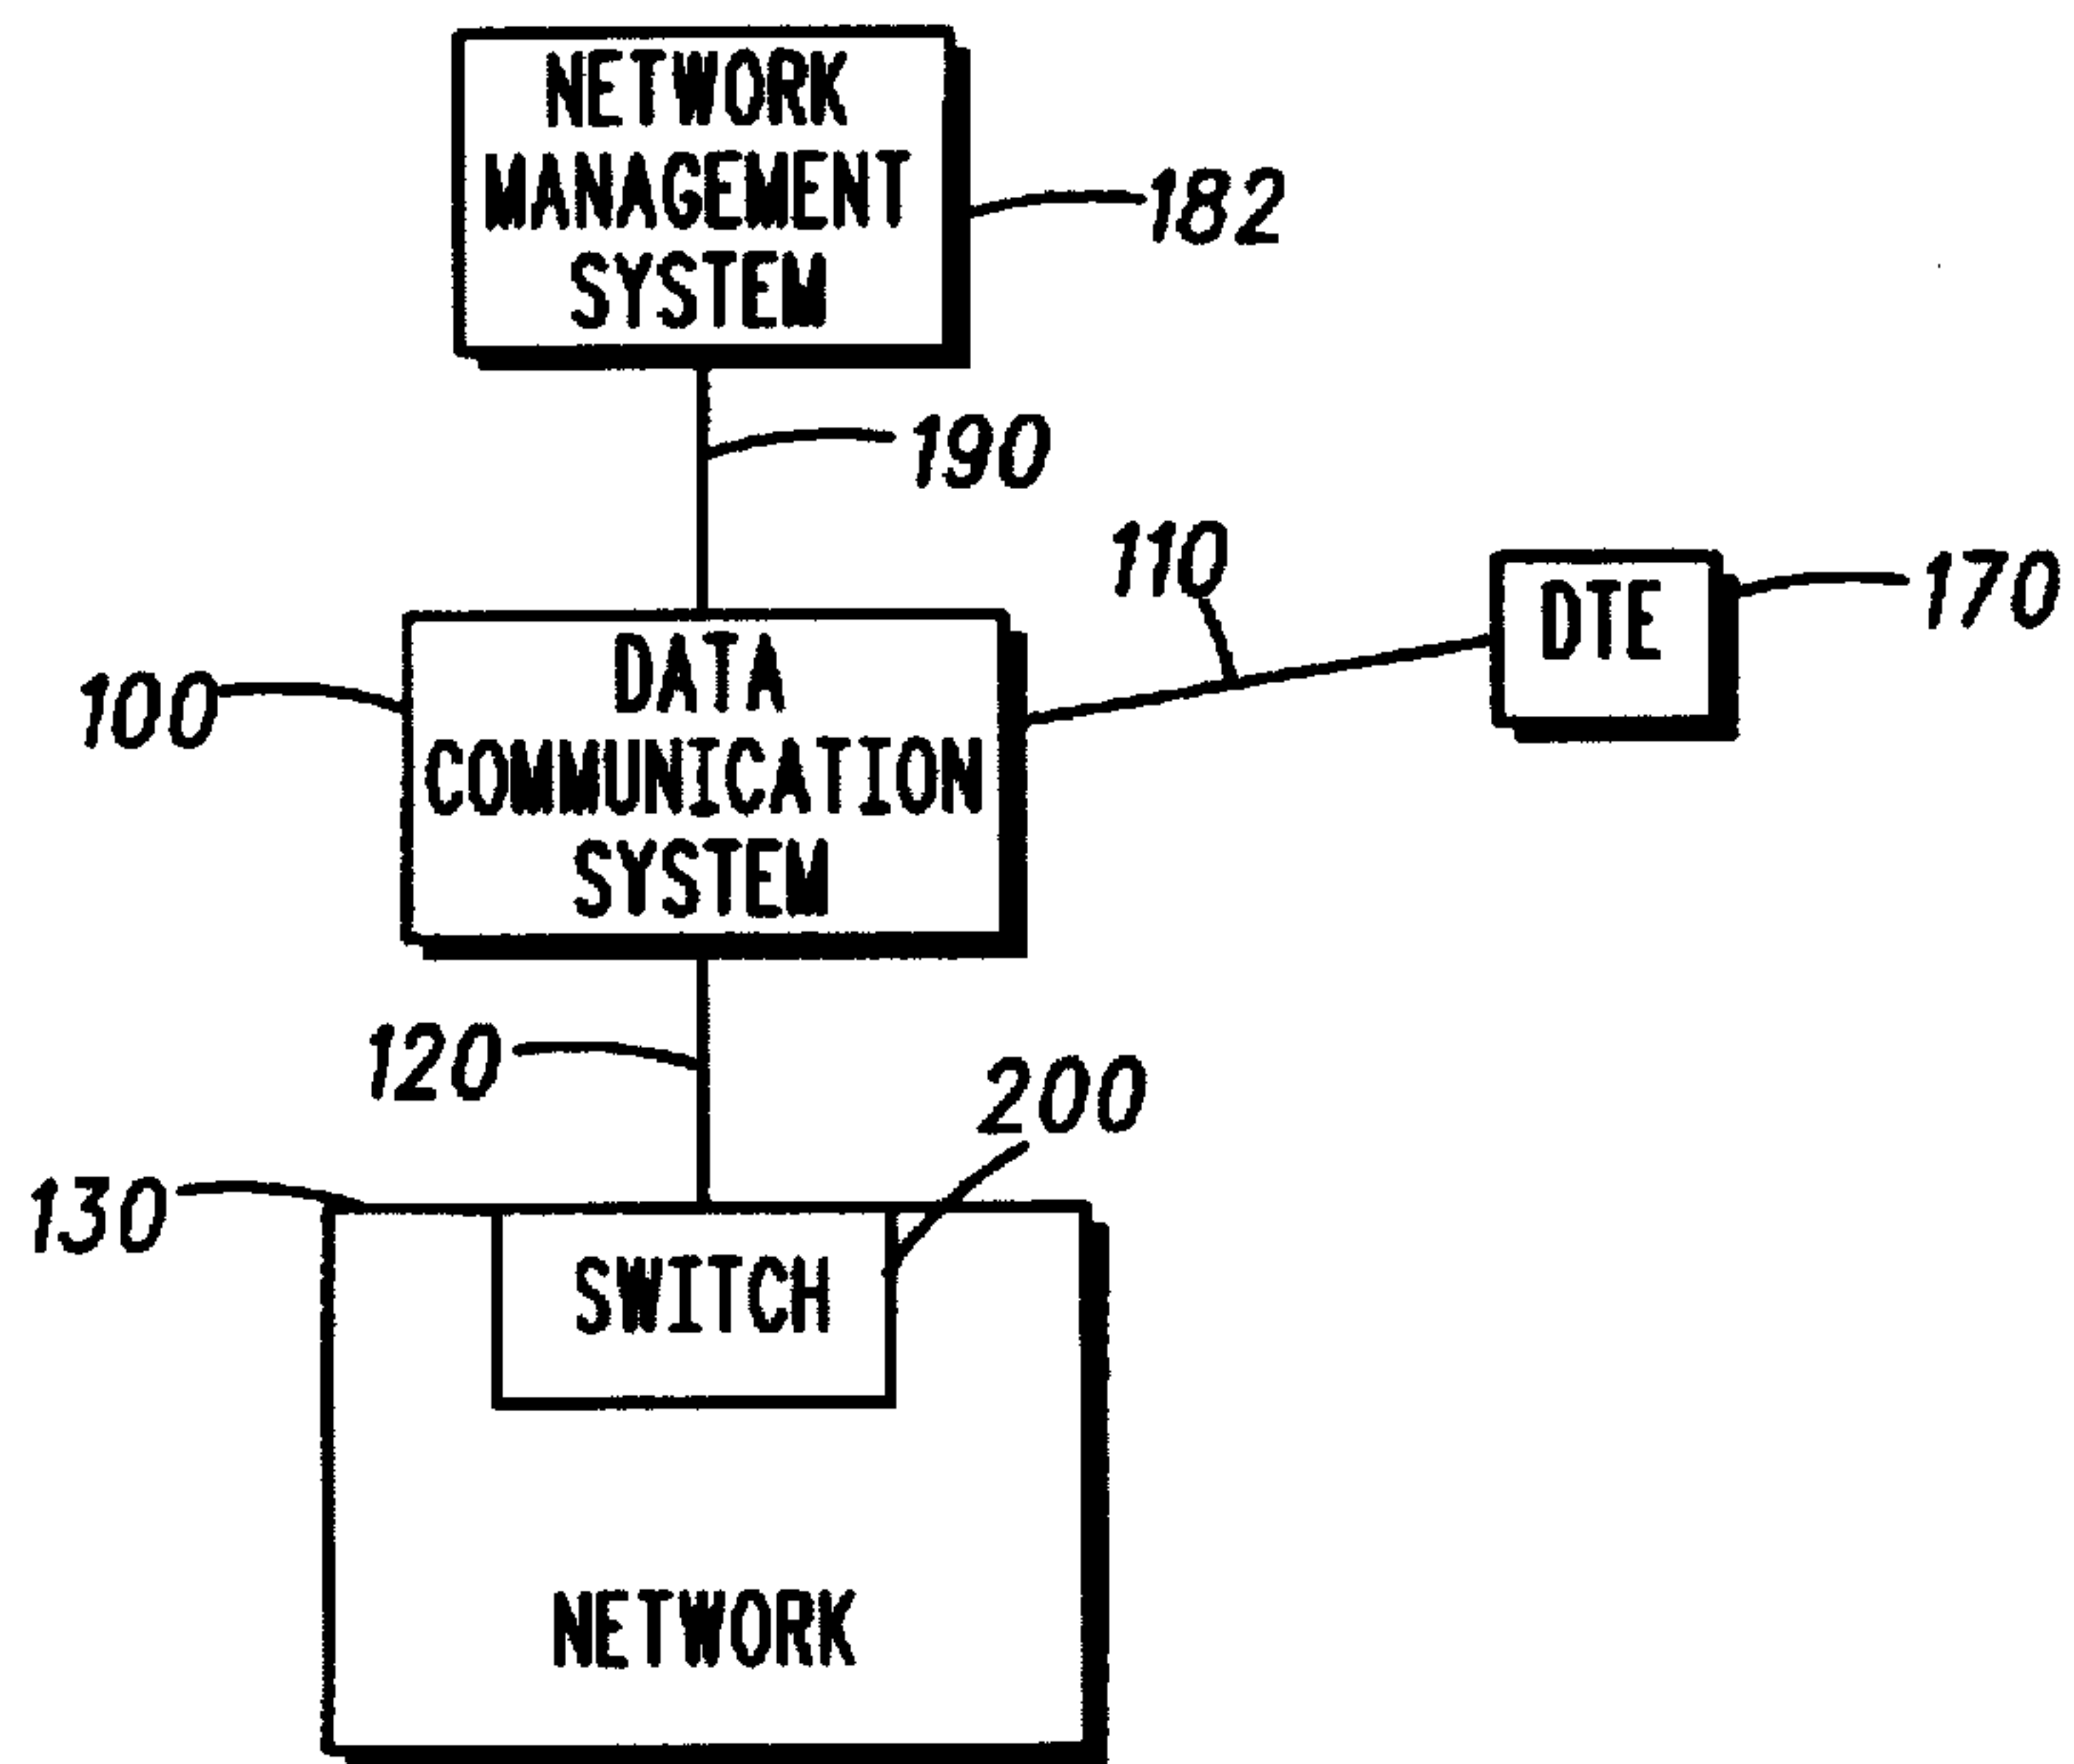 NETWORK
MANAGEMENT
SYSTEM
182
190
110
DTE
170
100
DATA
COMMUNICATION
SYSTEM
120
200
130
SWITCH
NETWORK